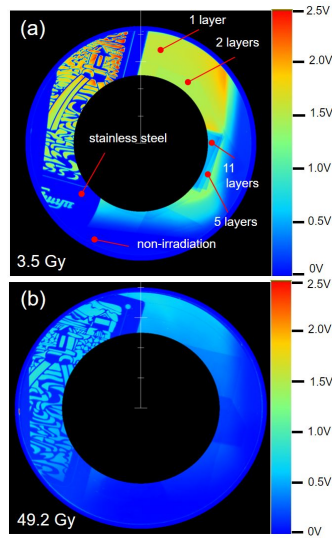 (a)
1 layer
2 layers
stainless steel
11
layers
5 layers
non-irradiation
3.5 Gy
2.5V
2.0V
1.5V
1.0V
0.5V
0V
(b)
49.2 Gy
2.5V
2.0V
1.5V
1.0V
0.5V
0V